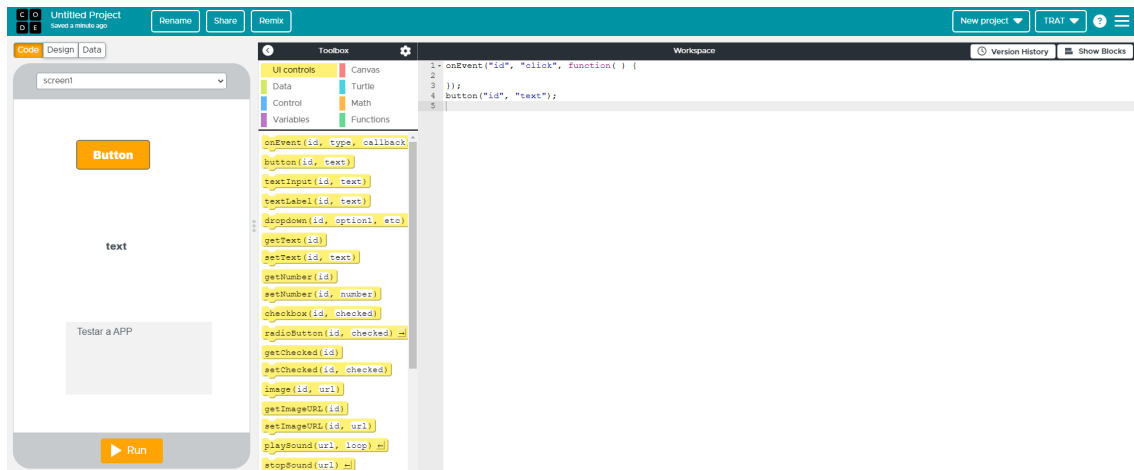 CODE
Untitled Project
Saved a minute ago
Rename
Share
Remix
New project
TRAT
?
Code
Design
Data
Toolbox
Workspace
Version History
Show Blocks
screen1
Button
text
Testar a APP
Run
UI controls
Canvas
Data
Turtle
Control
Math
Variables
Functions
onEvent(id, type, callback
button(id, text)
textInput(id, text)
textLabel(id, text)
dropdown(id, option1, etc)
getText(id)
setText(id, text)
getNumber(id)
setNumber(id, number)
checkbox(id, checked)
radioButton(id, checked)
getChecked(id)
setChecked(id, checked)
image(id, url)
getImageURL(id)
setImageURL(id, url)
playSound(url, loop)
stopSound(url)
1 onEvent("id", "click", function( ) {
2
3 });
4 button("id", "text");
5